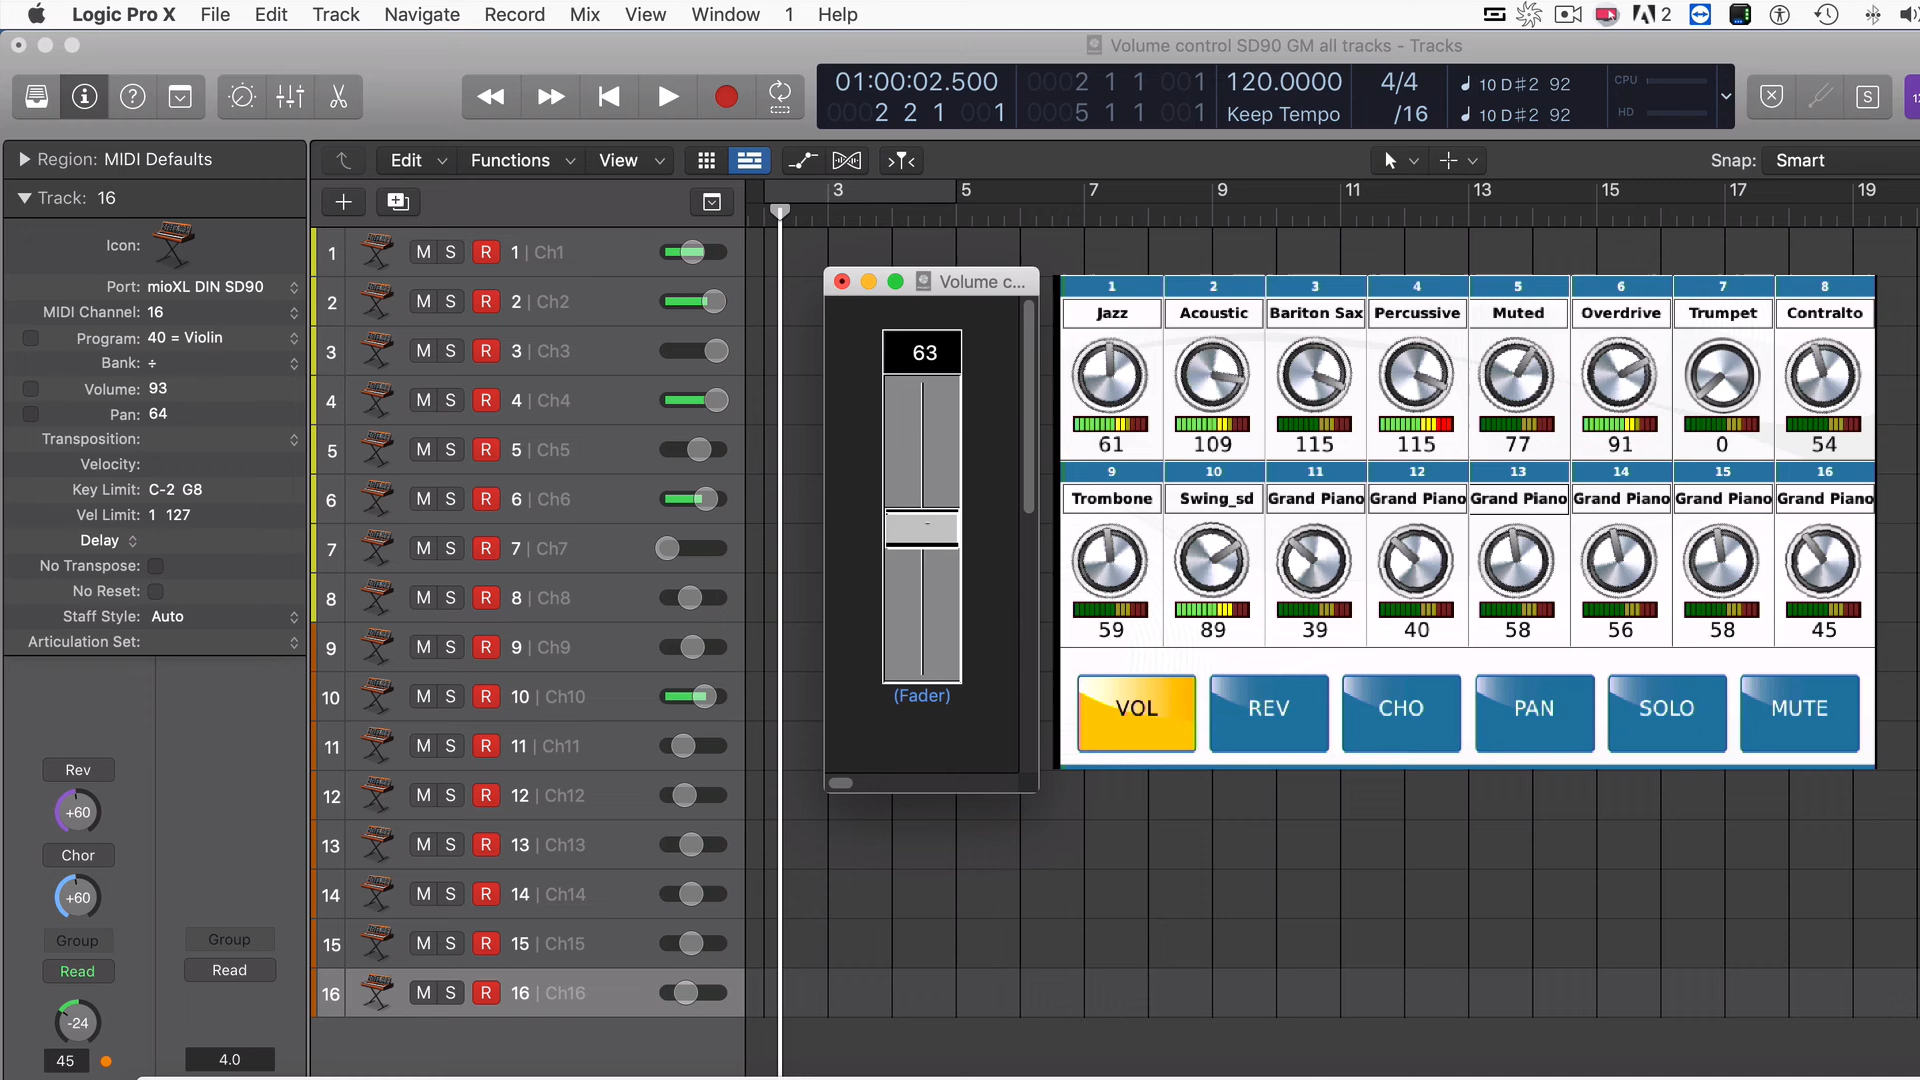 Logic Pro X File Edit Track Navigate Record Mix View Window 1 Help 2
Volume control SD90 GM all tracks - Tracks
01:00:02.500 0002 1 1 001 120.0000 4/4 10 D#2 92 CPU
0002 2 1 001 0005 1 1 001 Keep Tempo /16 10 D#2 92 HD
S
Region: MIDI Defaults
Edit Functions View Snap: Smart
Track: 16
3 5 7 9 11 13 15 17 19
Icon:
Port: mioXL DIN SD90
MIDI Channel: 16
Program: 40 = Violin
Bank: ÷
Volume: 93
Pan: 64
Transposition:
Velocity:
Key Limit: C-2 G8
Vel Limit: 1 127
Delay
No Transpose:
No Reset:
Staff Style: Auto
Articulation Set:
Rev
+60
Chor
+60
Group
Read
-24
45
Group
Read
4.0
1 M S R 1 | Ch1
2 M S R 2 | Ch2
3 M S R 3 | Ch3
4 M S R 4 | Ch4
5 M S R 5 | Ch5
6 M S R 6 | Ch6
7 M S R 7 | Ch7
8 M S R 8 | Ch8
9 M S R 9 | Ch9
10 M S R 10 | Ch10
11 M S R 11 | Ch11
12 M S R 12 | Ch12
13 M S R 13 | Ch13
14 M S R 14 | Ch14
15 M S R 15 | Ch15
16 M S R 16 | Ch16
Volume c...
63
(Fader)
1 2 3 4 5 6 7 8
Jazz Acoustic Bariton Sax Percussive Muted Overdrive Trumpet Contralto
61 109 115 115 77 91 0 54
9 10 11 12 13 14 15 16
Trombone Swing_sd Grand Piano Grand Piano Grand Piano Grand Piano Grand Piano Grand Piano
59 89 39 40 58 56 58 45
VOL REV CHO PAN SOLO MUTE